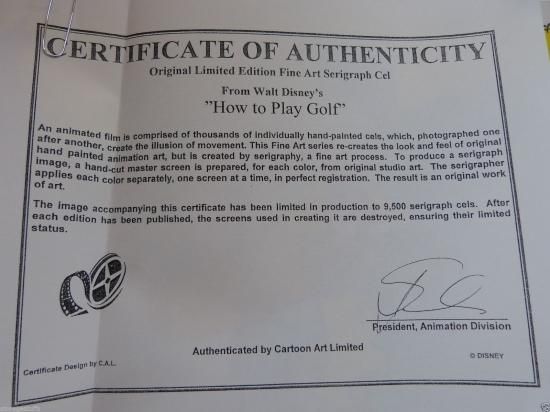 CERTIFICATE OF AUTHENTICITY
Original Limited Edition Fine Art Serigraph Cel
From Walt Disney's
"How to Play Golf"
An animated film is comprised of thousands of individually hand-painted cels, which, photographed one
after another, create the illusion of movement. This Fine Art series re-creates the look and feel of original
hand painted animation art, but is created by serigraphy, a fine art process. To produce a serigraph
image, a hand-cut master screen is prepared, for each color, from original studio art. The serigrapher
applies each color separately, one screen at a time, in perfect registration. The result is an original work
of art.
The image accompanying this certificate has been limited in production to 9,500 serigraph cels. After
each edition has been published, the screens used in creating it are destroyed, ensuring their limited
status.
President, Animation Division
Authenticated by Cartoon Art Limited
Certificate Design by C.A.L.
© DISNEY